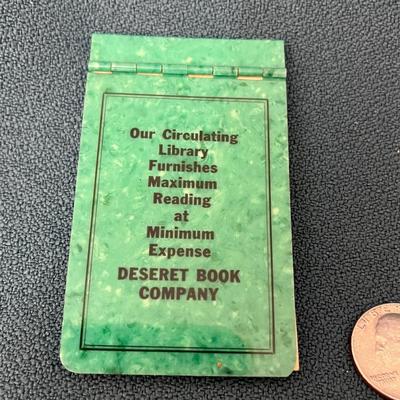 Our Circulating
Library
Furnishes
Maximum
Reading
at
Minimum
Expense
DESERET BOOK
COMPANY